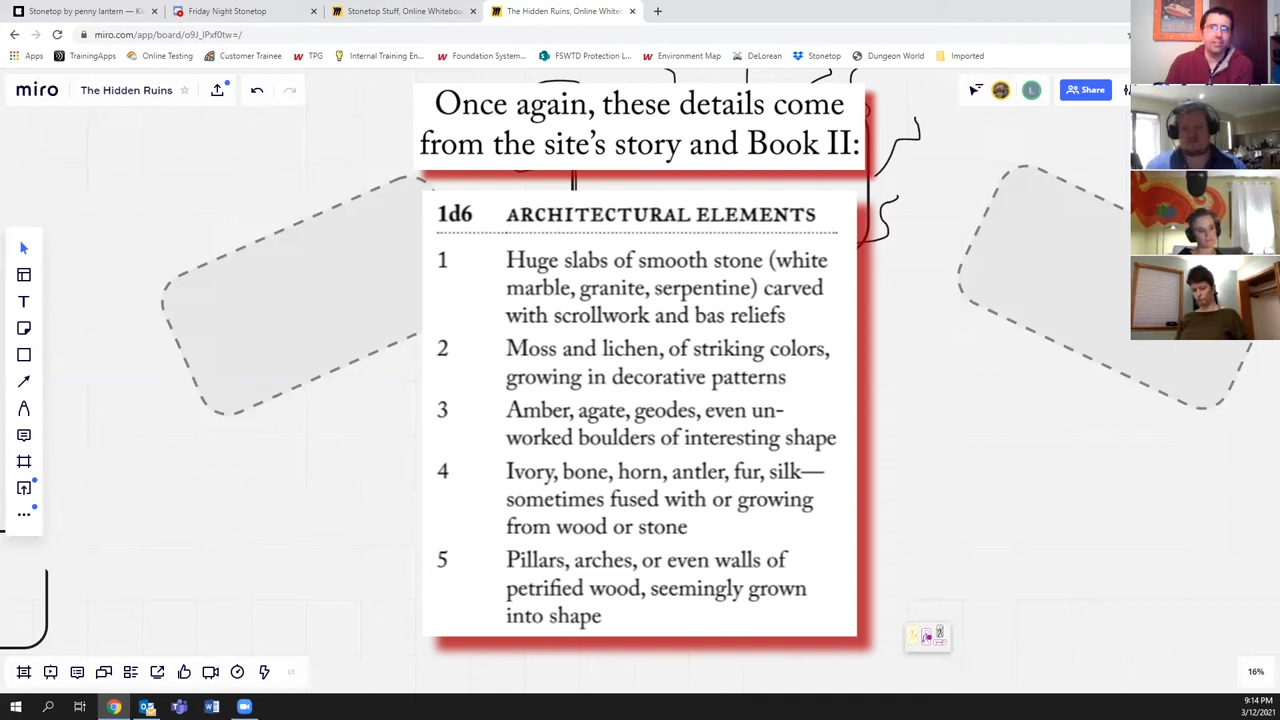 Stonetop by penny lantern — Ki
Friday Night Stonetop
Stonetop Stuff, Online Whiteboa
The Hidden Ruins, Online Whiteb
miro.com/app/board/o9J_lPxf0tw=/
Apps
TrainingApps
Online Testing
Customer Trainee
TPG
Internal Training En...
Foundation System...
FSWTD Protection L...
Environment Map
DeLorean
Stonetop
Dungeon World
Imported
miro
The Hidden Ruins
L
Share
Once again, these details come
from the site's story and Book II:
1d6 ARCHITECTURAL ELEMENTS
1 Huge slabs of smooth stone (white
marble, granite, serpentine) carved
with scrollwork and bas reliefs
2 Moss and lichen, of striking colors,
growing in decorative patterns
3 Amber, agate, geodes, even un-
worked boulders of interesting shape
4 Ivory, bone, horn, antler, fur, silk—
sometimes fused with or growing
from wood or stone
5 Pillars, arches, or even walls of
petrified wood, seemingly grown
into shape
16%
9:14 PM
3/12/2021